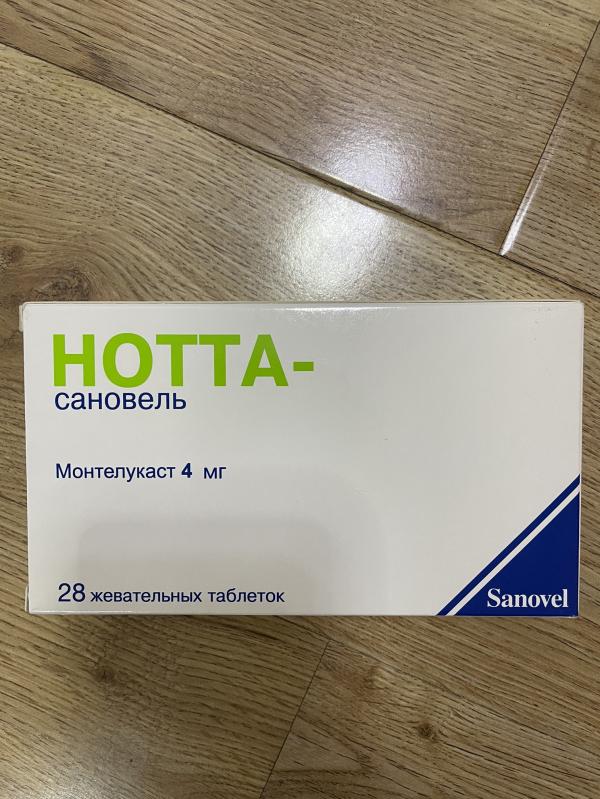 НОТТА-
сановель
Монтелукаст 4 мг
28 жевательных таблеток
Sanovel